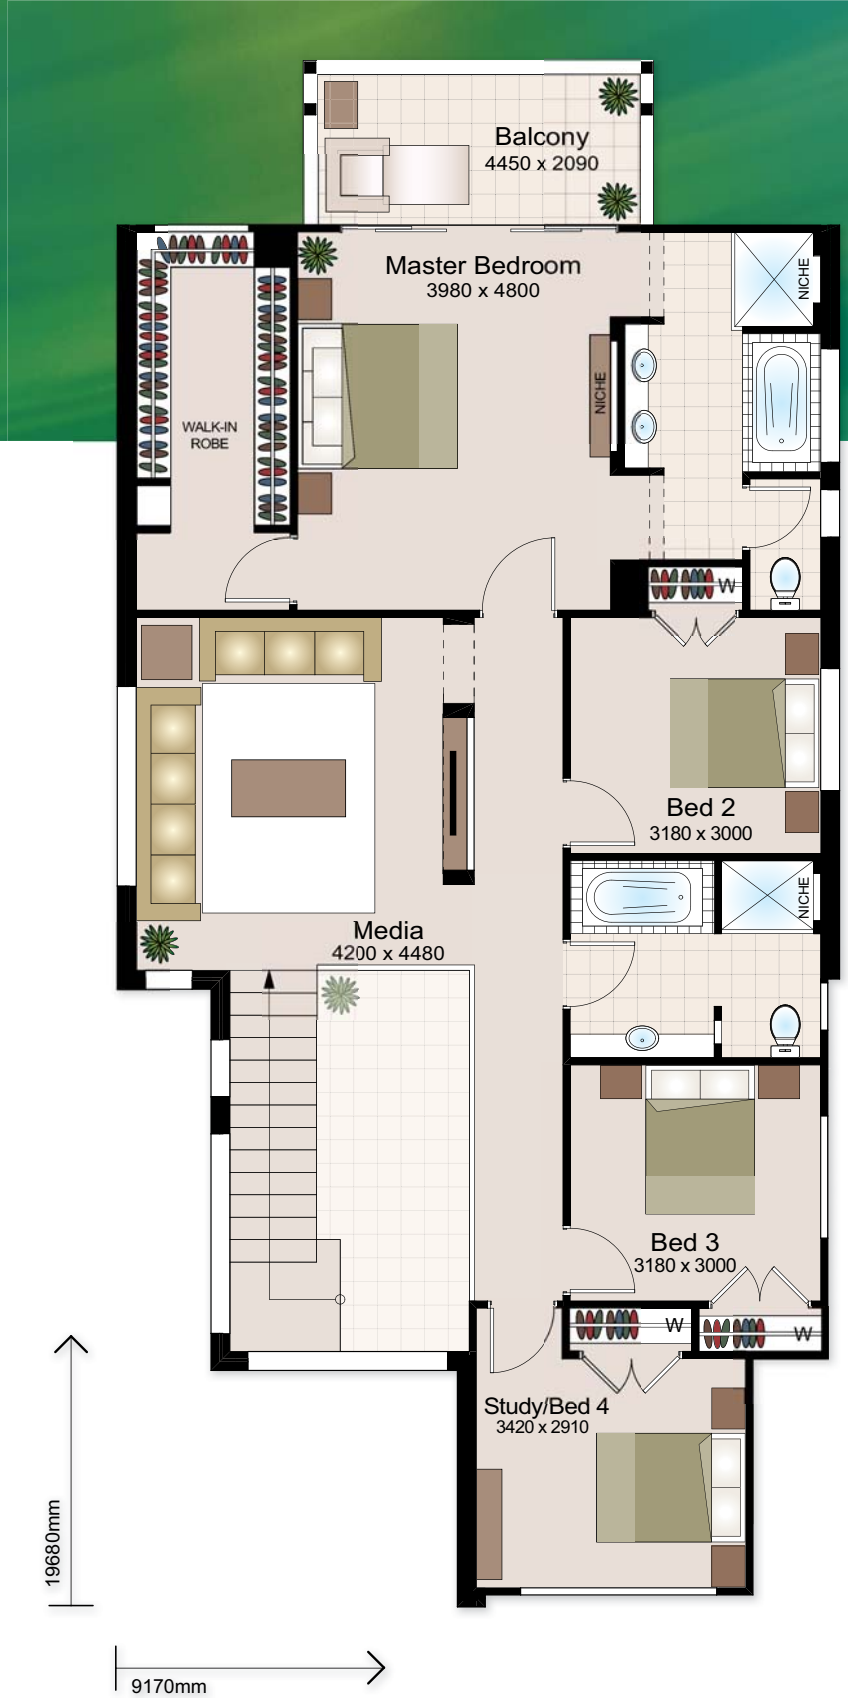 Balcony
4450 x 2090
Master Bedroom
3980 x 4800
NICHE
NICHE
WALK-IN
ROBE
W
Bed 2
3180 x 3000
NICHE
Media
4200 x 4480
Bed 3
3180 x 3000
W
W
Study/Bed 4
3420 x 2910
19680mm
9170mm